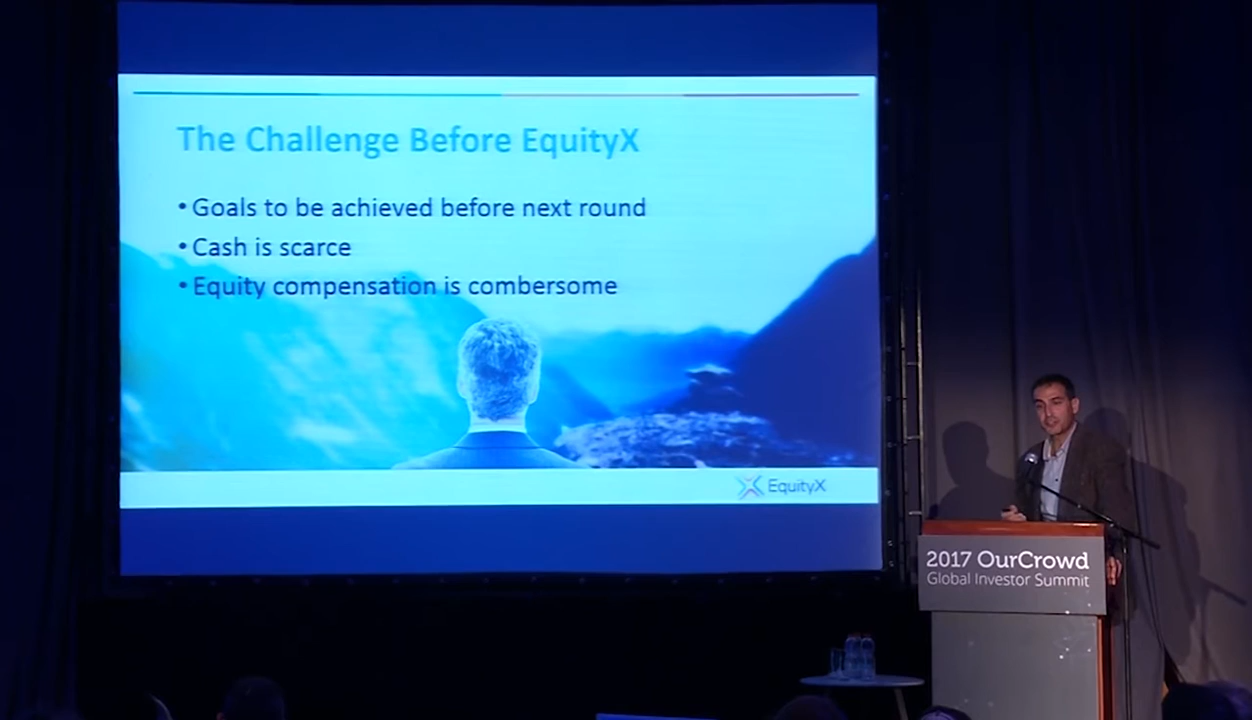 The Challenge Before EquityX
• Goals to be achieved before next round
• Cash is scarce
• Equity compensation is combersome
EquityX
2017 OurCrowd
Global Investor Summit